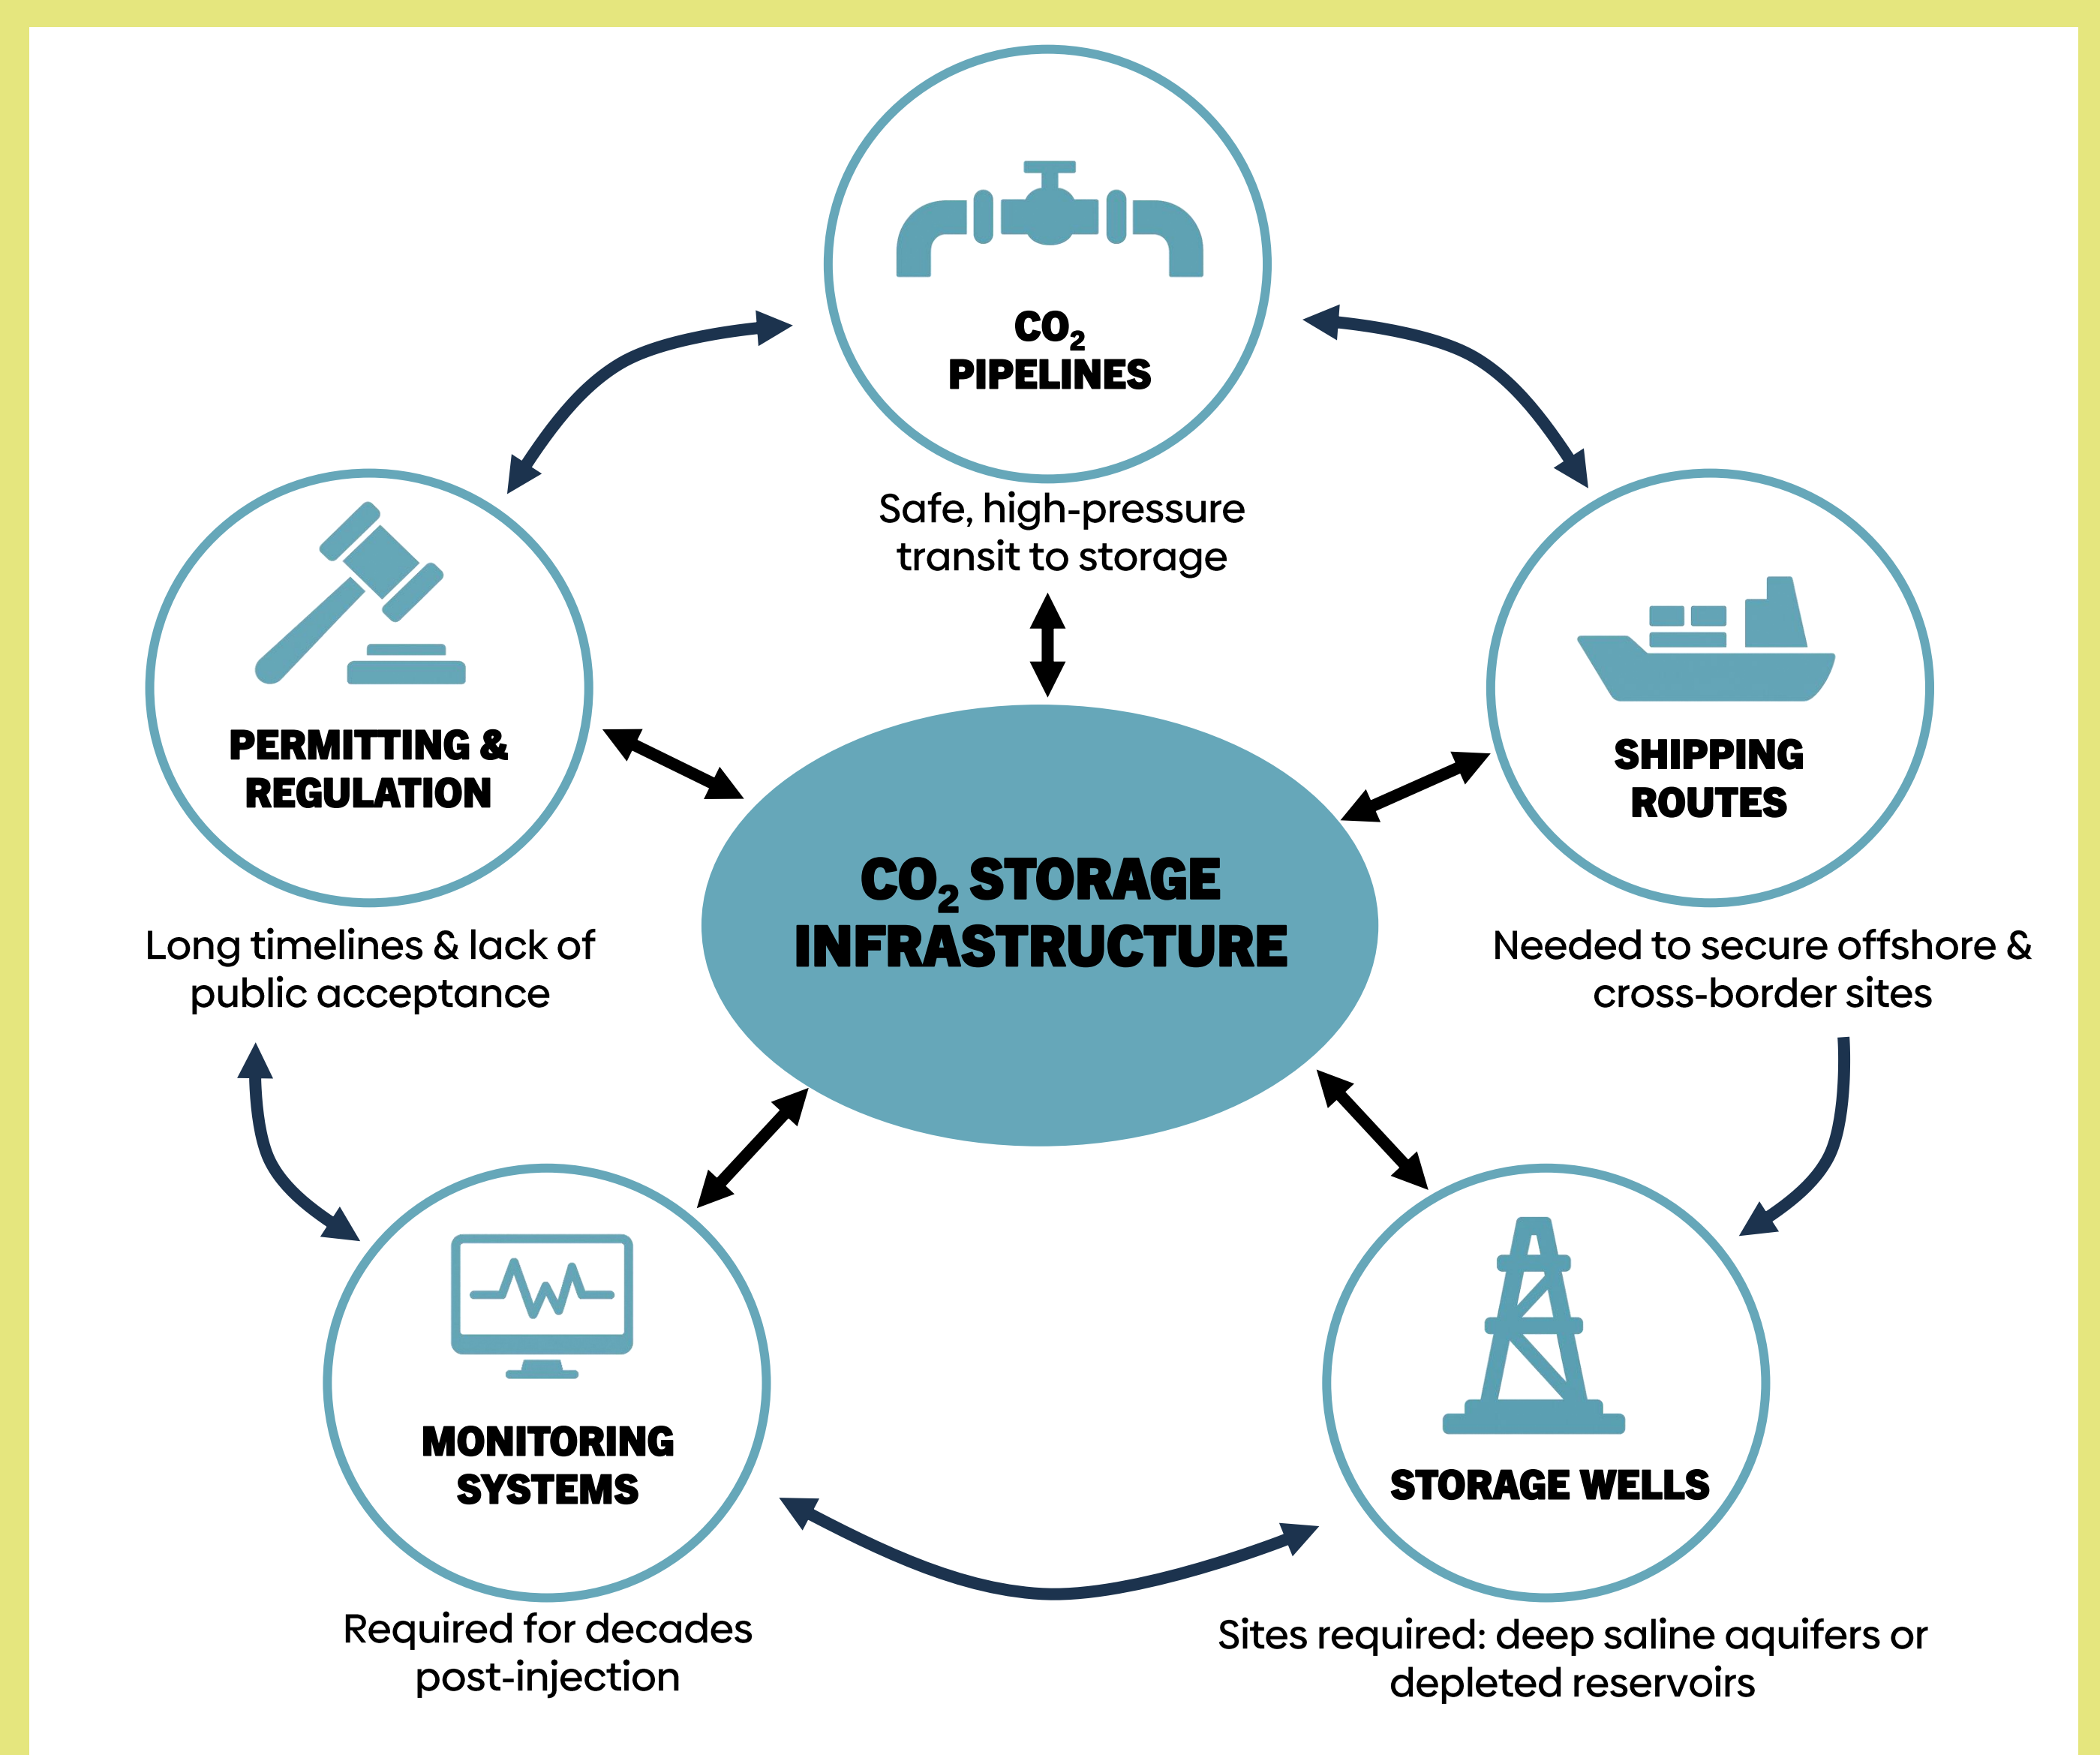 CO₂
PIPELINES
Safe, high-pressure
transit to storage
PERMITTING &
REGULATION
Long timelines & lack of
public acceptance
SHIPPING
ROUTES
Needed to secure offshore &
cross-border sites
CO₂ STORAGE
INFRASTRUCTURE
MONITORING
SYSTEMS
Required for decades
post-injection
STORAGE WELLS
Sites required: deep saline aquifers or
depleted reservoirs